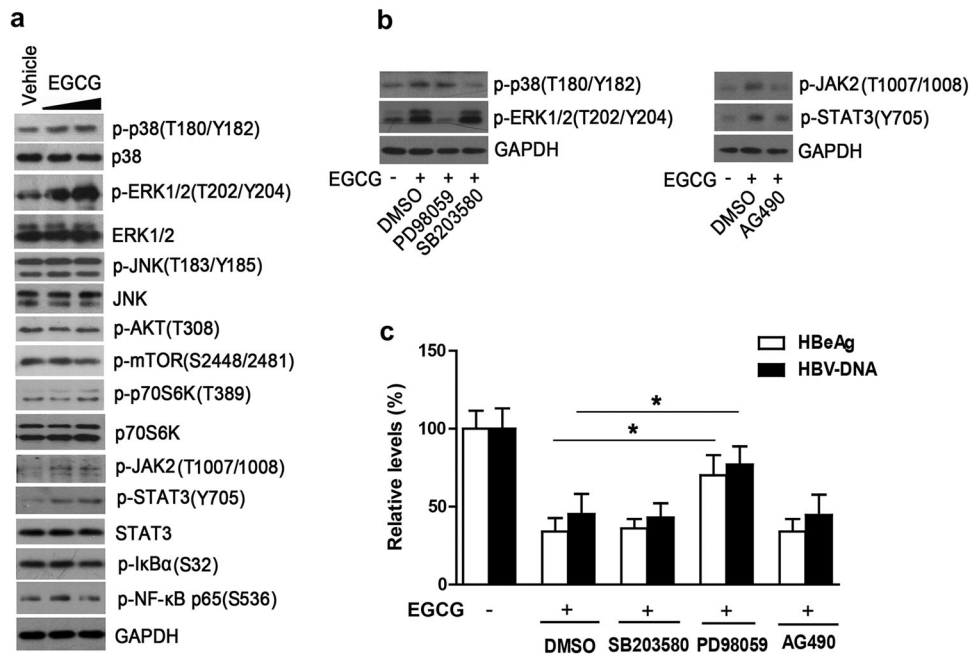 a
Vehicle
EGCG
p-p38(T180/Y182)
p38
p-ERK1/2(T202/Y204)
ERK1/2
p-JNK(T183/Y185)
JNK
p-AKT(T308)
p-mTOR(S2448/2481)
p-p70S6K(T389)
p70S6K
p-JAK2(T1007/1008)
p-STAT3(Y705)
STAT3
p-IκBα(S32)
p-NF-κB p65(S536)
GAPDH
b
p-p38(T180/Y182)
p-ERK1/2(T202/Y204)
GAPDH
EGCG - + + +
DMSO
PD98059
SB203580
p-JAK2(T1007/1008)
p-STAT3(Y705)
GAPDH
EGCG - + +
DMSO
AG490
c
HBeAg
HBV-DNA
Relative levels (%)
150
100
50
0
* *
EGCG - + + + +
DMSO SB203580 PD98059 AG490